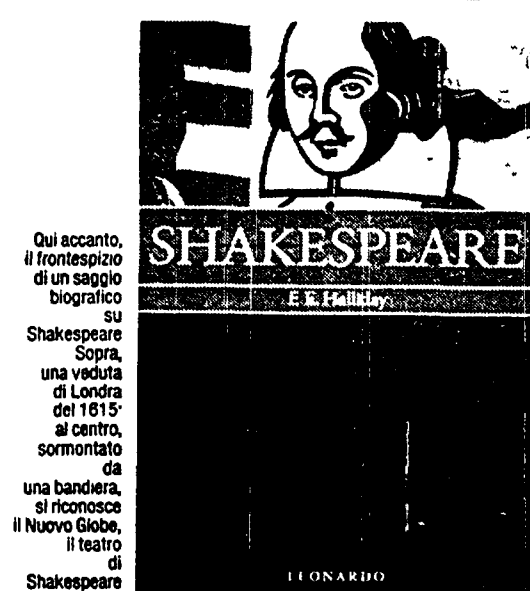 Qui accanto,
il frontespizio
di un saggio
biografico
su
Shakespeare
Sopra,
una veduta
di Londra
del 1615·
al centro,
sormontato
da
una bandiera,
si riconosce
il Nuovo Globe,
il teatro
di
Shakespeare
SHAKESPEARE
LEONARDO